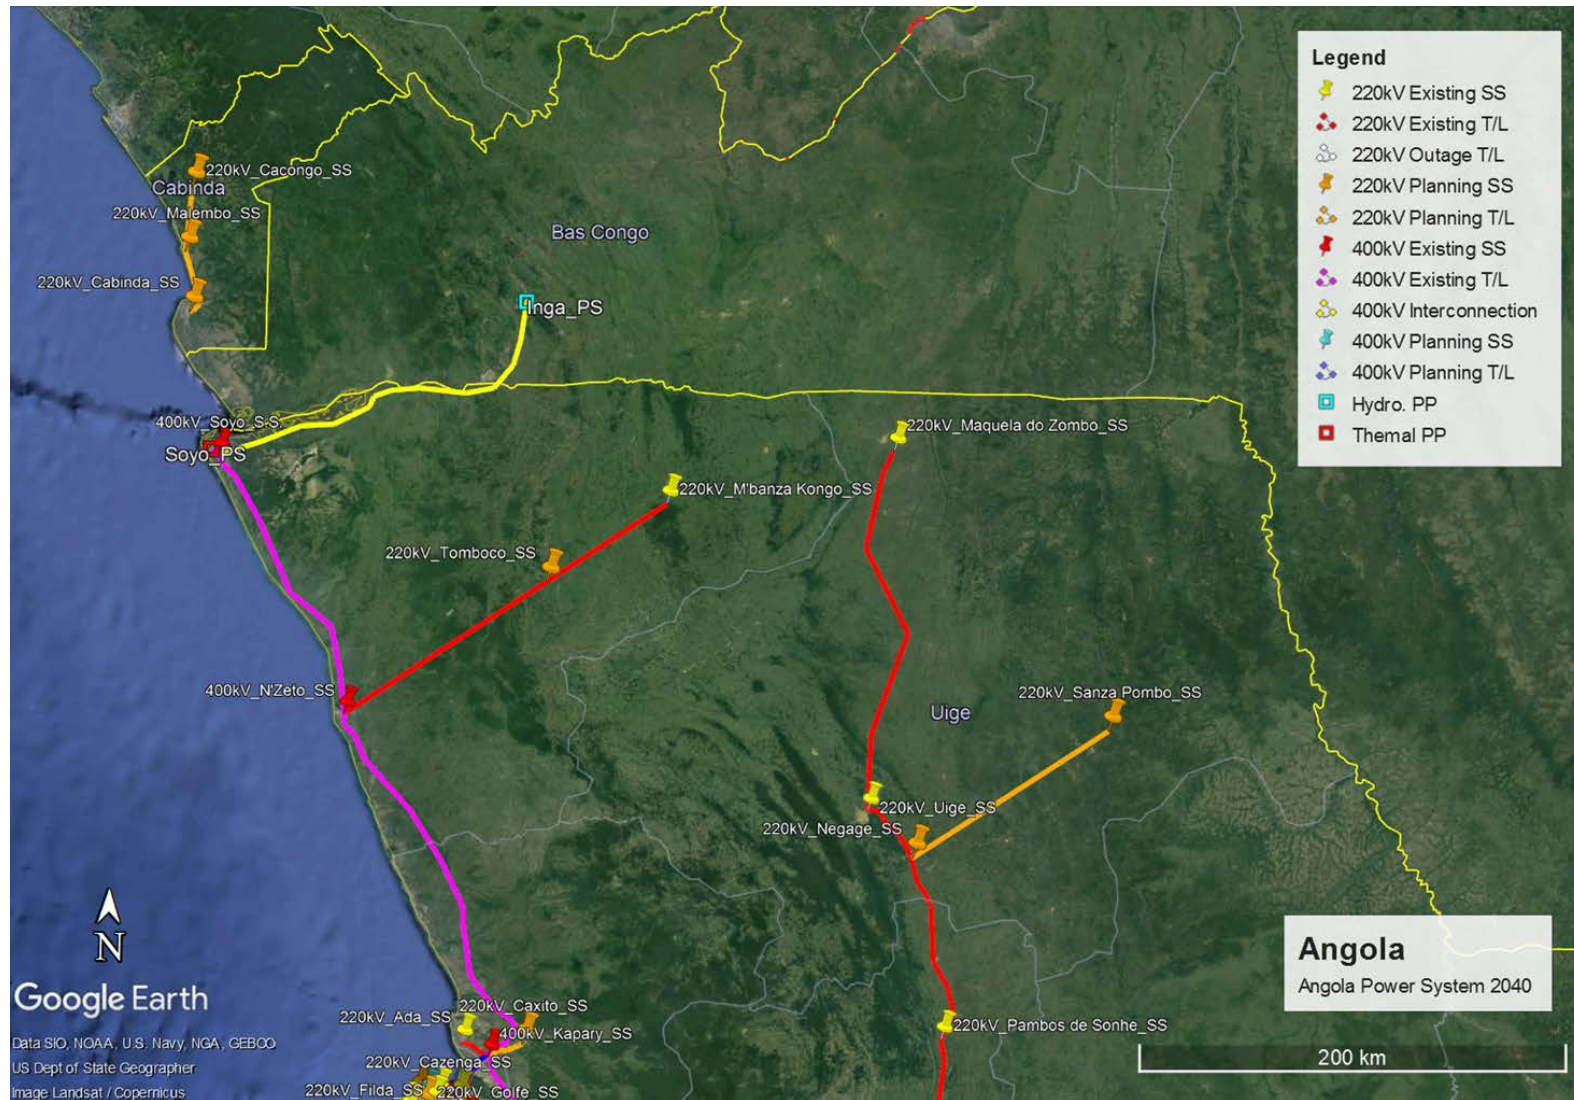 Legend
220kV Existing SS
220kV Existing T/L
220kV Outage T/L
220kV Planning SS
220kV Planning T/L
400kV Existing SS
400kV Existing T/L
400kV Interconnection
400kV Planning SS
400kV Planning T/L
Hydro. PP
Themal PP
220kV_Cacongo_SS
Cabinda
220kV_Malembo_SS
Bas Congo
220kV_Cabinda_SS
Inga_PS
400kV_Soyo_S.S.
Soyo_PS
220kV_Maquela do Zombo_SS
220kV_M'banza Kongo_SS
220kV_Tomboco_SS
400kV_N'Zeto_SS
220kV_Sanza Pombo_SS
Uige
220kV_Uige_SS
220kV_Negage_SS
N
Google Earth
Data SIO, NOAA, U.S. Navy, NGA, GEBCO
US Dept of State Geographer
Image Landsat / Copernicus
220kV_Caxito_SS
220kV_Ada_SS
400kV_Kapary_SS
220kV_Cazenga_SS
220kV_Filda_SS
220kV_Golfe_SS
220kV_Pambos de Sonhe_SS
Angola
Angola Power System 2040
200 km